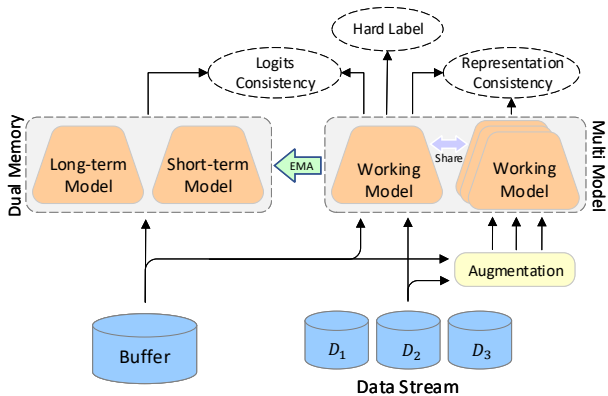 Hard Label
Logits
Consistency
Representation
Consistency
Dual Memory
Long-term
Model
Short-term
Model
EMA
Working
Model
Share
Working
Model
Multi Model
Augmentation
Buffer
D₁
D₂
D₃
Data Stream